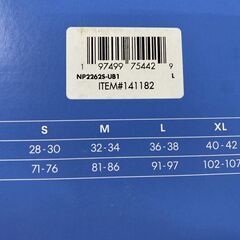 1 97499 75442 9
NP2262S-UB1 L
ITEM#141182
S M L XL
28-30 32-34 36-38 40-42
71-76 81-86 91-97 102-107